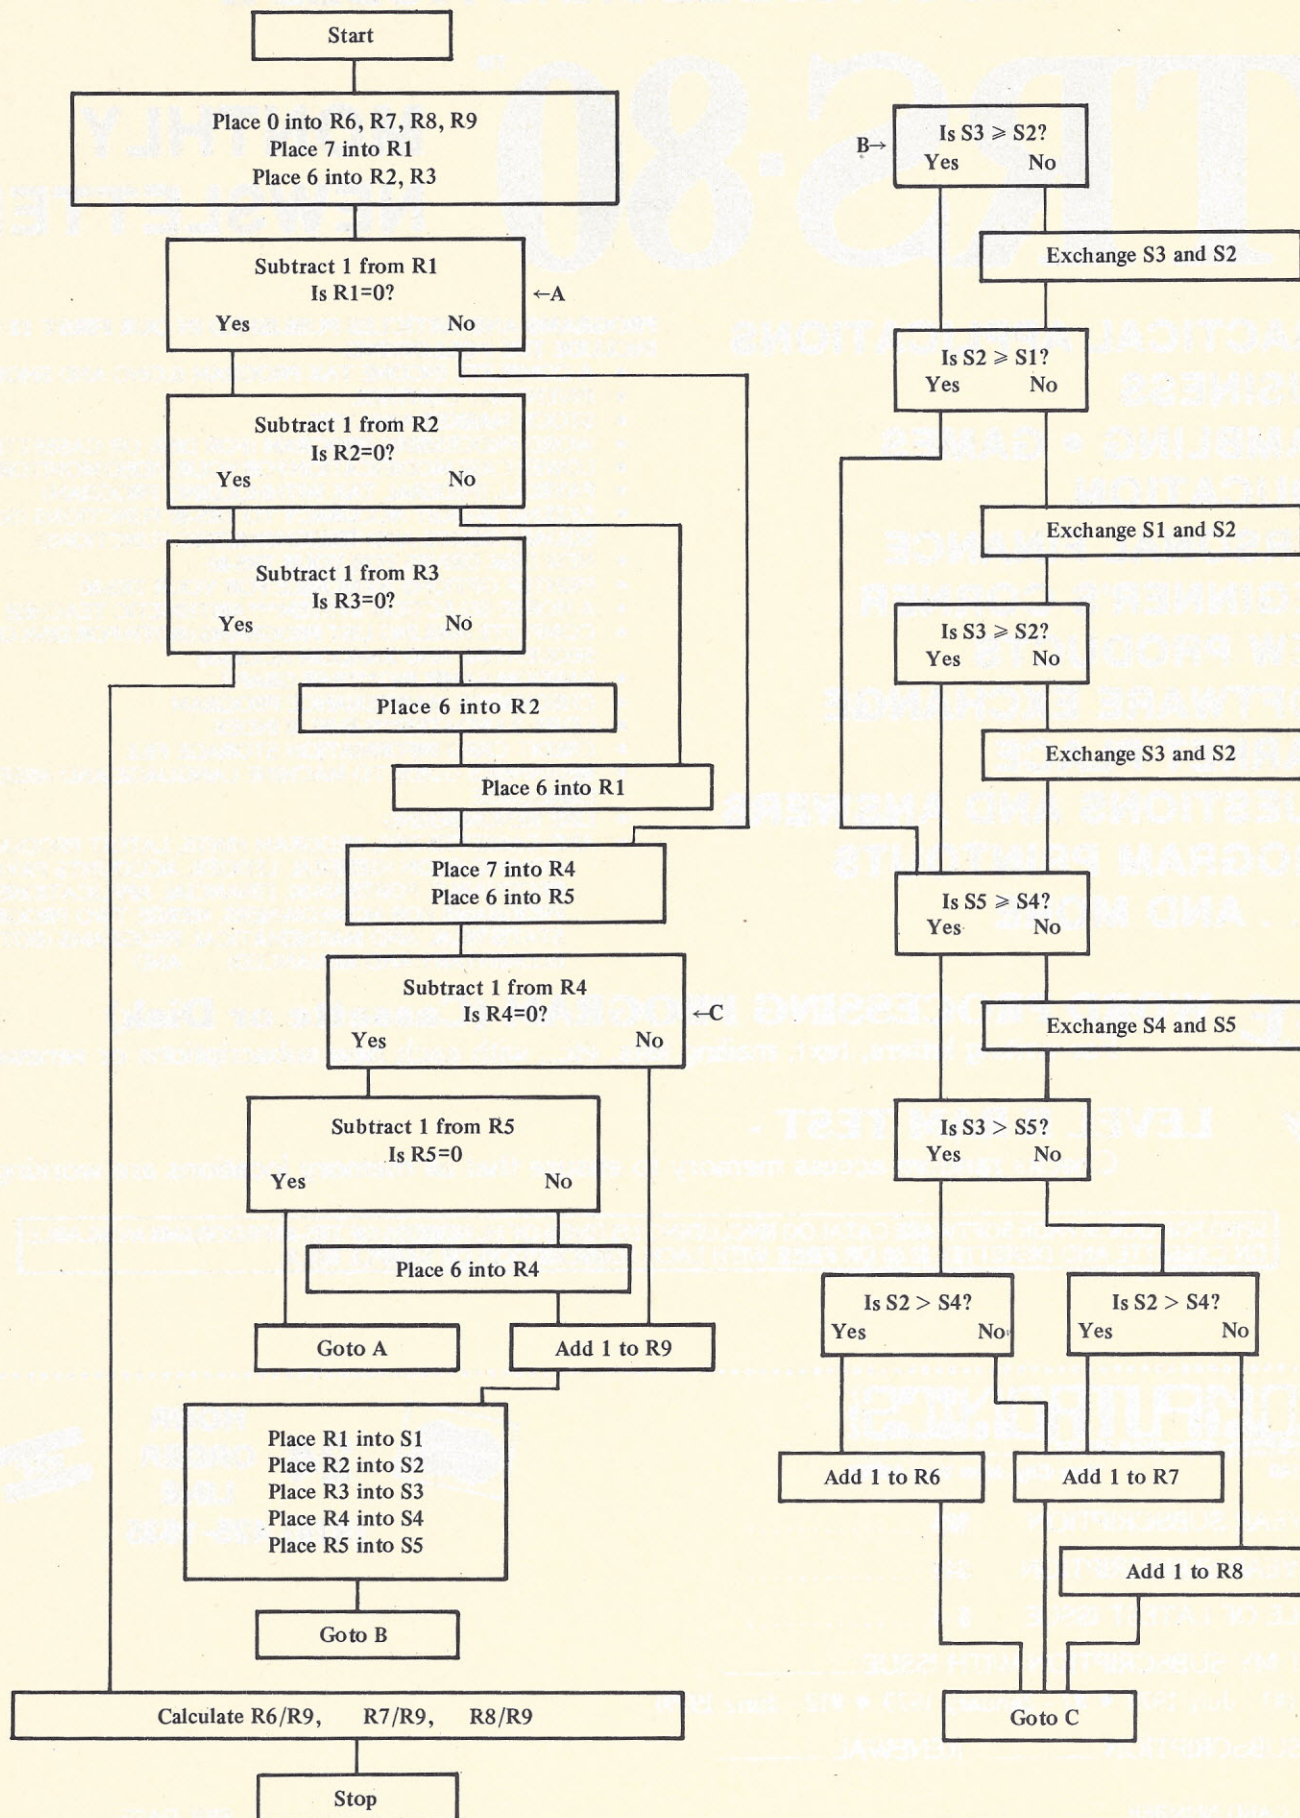 Start
Place 0 into R6, R7, R8, R9
Place 7 into R1
Place 6 into R2, R3
Subtract 1 from R1
Is R1=0?
Yes No
←A
Subtract 1 from R2
Is R2=0?
Yes No
Subtract 1 from R3
Is R3=0?
Yes No
Place 6 into R2
Place 6 into R1
Place 7 into R4
Place 6 into R5
Subtract 1 from R4
Is R4=0?
Yes No
←C
Subtract 1 from R5
Is R5=0
Yes No
Place 6 into R4
Goto A
Add 1 to R9
Place R1 into S1
Place R2 into S2
Place R3 into S3
Place R4 into S4
Place R5 into S5
Goto B
Calculate R6/R9, R7/R9, R8/R9
Stop
B→
Is S3 ⩾ S2?
Yes No
Exchange S3 and S2
Is S2 ⩾ S1?
Yes No
Exchange S1 and S2
Is S3 ⩾ S2?
Yes No
Exchange S3 and S2
Is S5 ⩾ S4?
Yes No
Exchange S4 and S5
Is S3 > S5?
Yes No
Is S2 > S4?
Yes No
Is S2 > S4?
Yes No
Add 1 to R6
Add 1 to R7
Add 1 to R8
Goto C